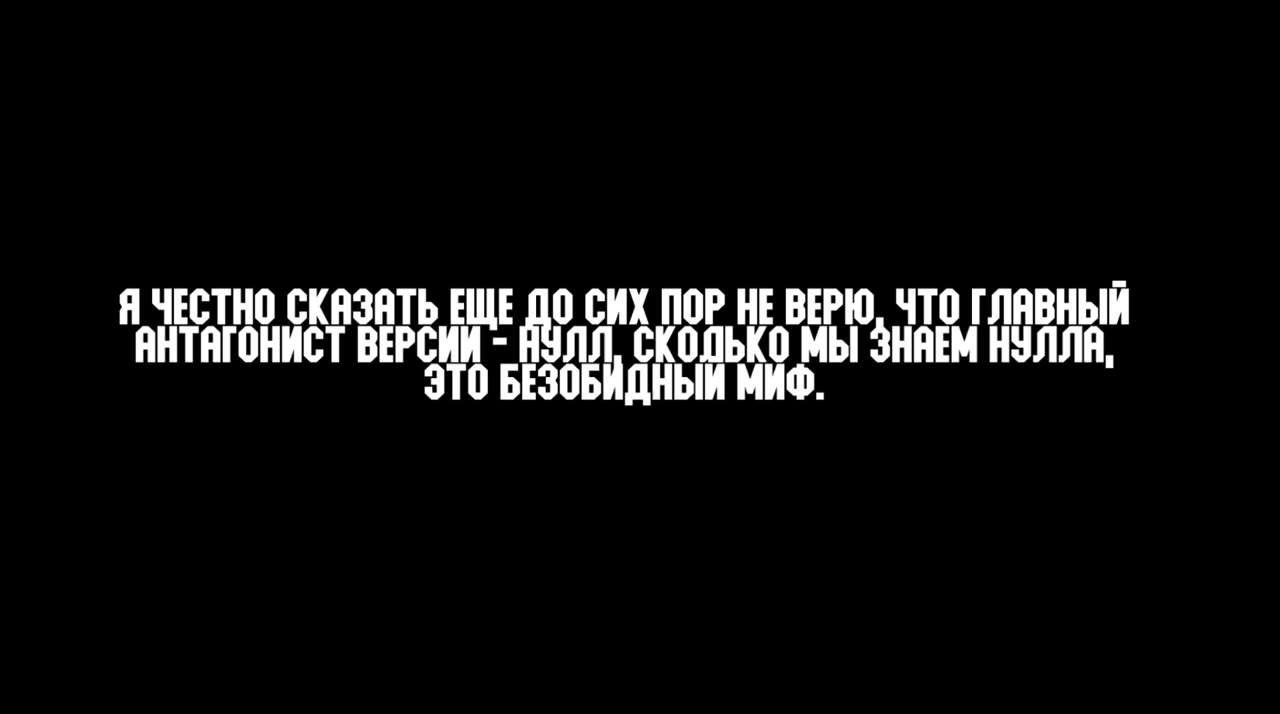 Я ЧЕСТНО СКАЗАТЬ ЕЩЕ ДО СИХ ПОР НЕ ВЕРЮ, ЧТО ГЛАВНЫЙ
АНТАГОНИСТ ВЕРСИИ - НУЛЛ, СКОЛЬКО МЫ ЗНАЕМ НУЛЛА,
ЭТО БЕЗОБИДНЫЙ МИФ.